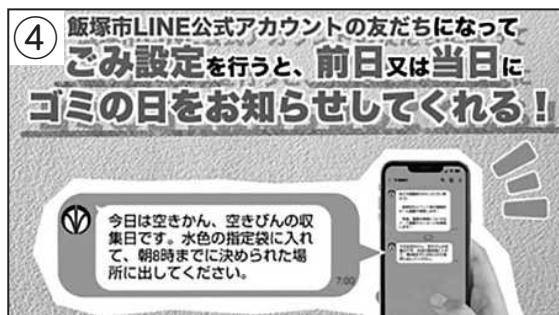 ④
飯塚市LINE公式アカウントの友だちになって
ごみ設定を行うと、前日又は当日に
ゴミの日をお知らせしてくれる!
今日は空きかん、空きびんの収
集日です。水色の指定袋に入れ
て、朝8時までに決められた場
所に出してください。
7:00